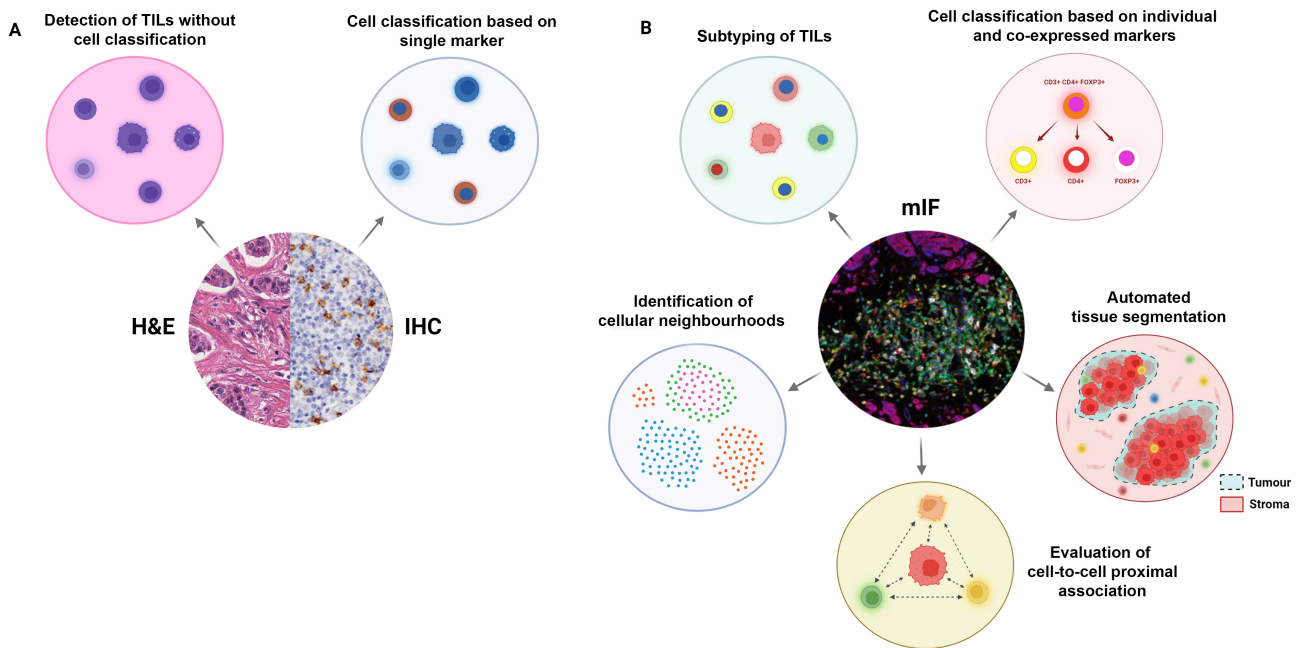 A
Detection of TILs without
cell classification
Cell classification based on
single marker
H&E
IHC
B
Subtyping of TILs
Cell classification based on individual
and co-expressed markers
CD3+ CD4+ FOXP3+
CD3+
CD4+
FOXP3+
mIF
Identification of
cellular neighbourhoods
Automated
tissue segmentation
Tumour
Stroma
Evaluation of
cell-to-cell proximal
association